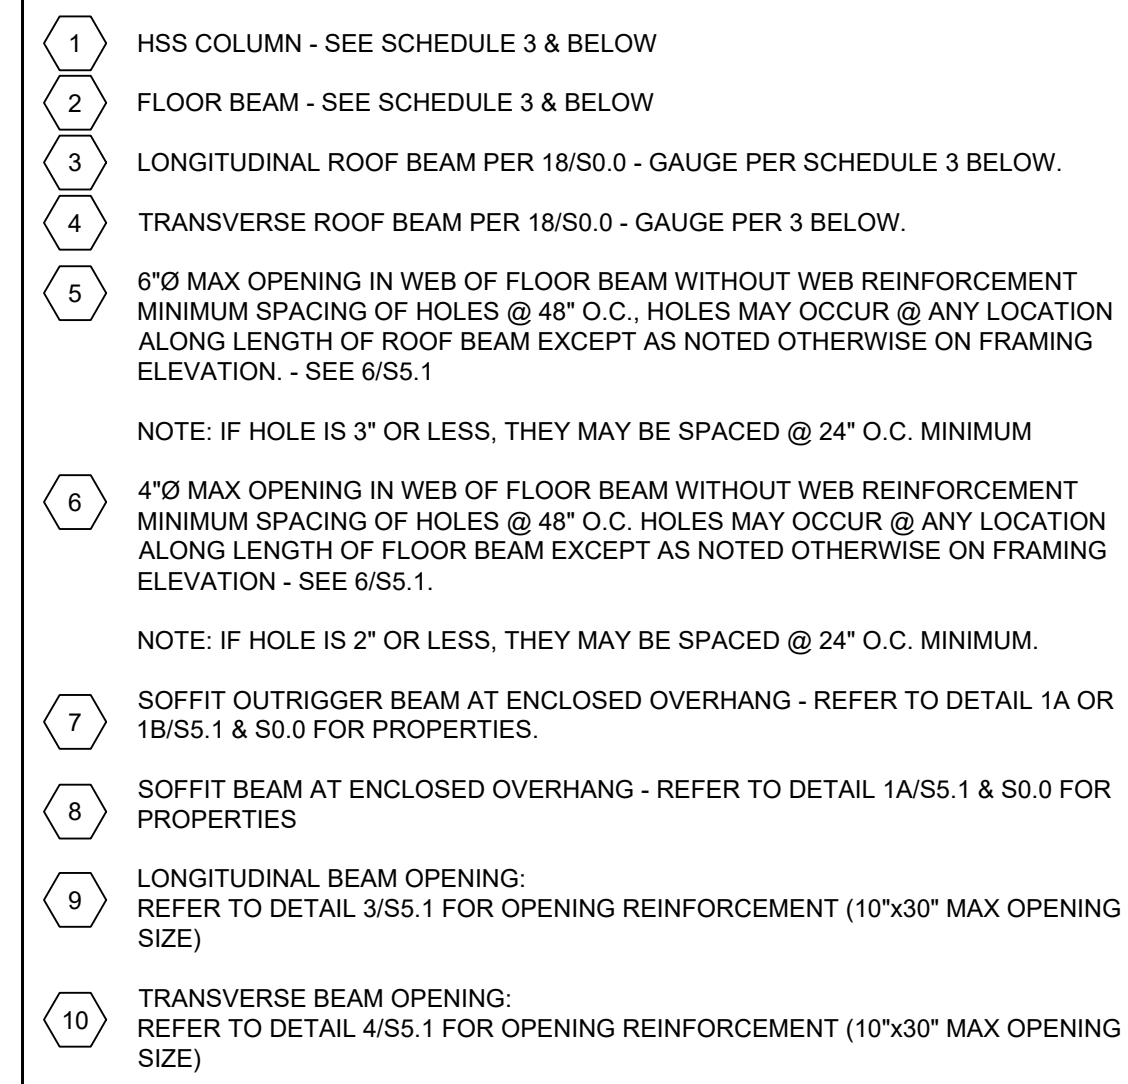 1 HSS COLUMN - SEE SCHEDULE 3 & BELOW
2 FLOOR BEAM - SEE SCHEDULE 3 & BELOW
3 LONGITUDINAL ROOF BEAM PER 18/S0.0 - GAUGE PER SCHEDULE 3 BELOW.
4 TRANSVERSE ROOF BEAM PER 18/S0.0 - GAUGE PER 3 BELOW.
5 6"Ø MAX OPENING IN WEB OF FLOOR BEAM WITHOUT WEB REINFORCEMENT
MINIMUM SPACING OF HOLES @ 48" O.C., HOLES MAY OCCUR @ ANY LOCATION
ALONG LENGTH OF ROOF BEAM EXCEPT AS NOTED OTHERWISE ON FRAMING
ELEVATION. - SEE 6/S5.1
NOTE: IF HOLE IS 3" OR LESS, THEY MAY BE SPACED @ 24" O.C. MINIMUM
6 4"Ø MAX OPENING IN WEB OF FLOOR BEAM WITHOUT WEB REINFORCEMENT
MINIMUM SPACING OF HOLES @ 48" O.C. HOLES MAY OCCUR @ ANY LOCATION
ALONG LENGTH OF FLOOR BEAM EXCEPT AS NOTED OTHERWISE ON FRAMING
ELEVATION - SEE 6/S5.1.
NOTE: IF HOLE IS 2" OR LESS, THEY MAY BE SPACED @ 24" O.C. MINIMUM.
7 SOFFIT OUTRIGGER BEAM AT ENCLOSED OVERHANG - REFER TO DETAIL 1A OR
1B/S5.1 & S0.0 FOR PROPERTIES.
8 SOFFIT BEAM AT ENCLOSED OVERHANG - REFER TO DETAIL 1A/S5.1 & S0.0 FOR
PROPERTIES
9 LONGITUDINAL BEAM OPENING:
REFER TO DETAIL 3/S5.1 FOR OPENING REINFORCEMENT (10"x30" MAX OPENING
SIZE)
10 TRANSVERSE BEAM OPENING:
REFER TO DETAIL 4/S5.1 FOR OPENING REINFORCEMENT (10"x30" MAX OPENING
SIZE)